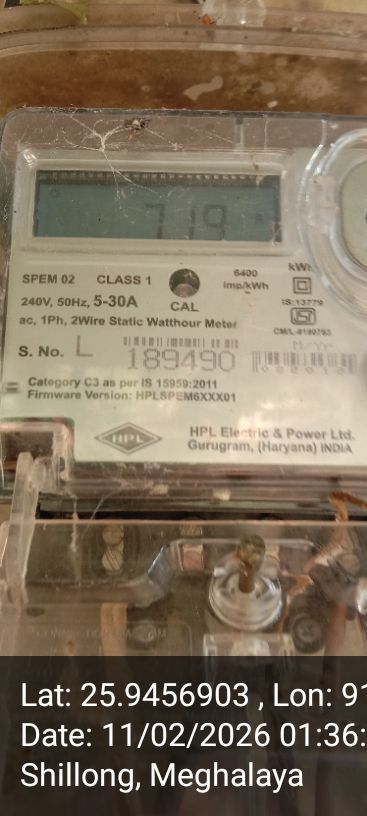 719
SPEM 02 CLASS 1
6400 imp/kWh
kWh
240V, 50Hz, 5-30A
CAL
IS:13779
ac, 1Ph, 2Wire Static Watthour Meter
CM/L-8190793
S. No. L 189490
Category C3 as per IS 15959:2011
Firmware Version: HPLSPEM6XXX01
HPL
HPL Electric & Power Ltd.
Gurugram, (Haryana) INDIA
Lat: 25.9456903 , Lon: 91
Date: 11/02/2026 01:36:
Shillong, Meghalaya